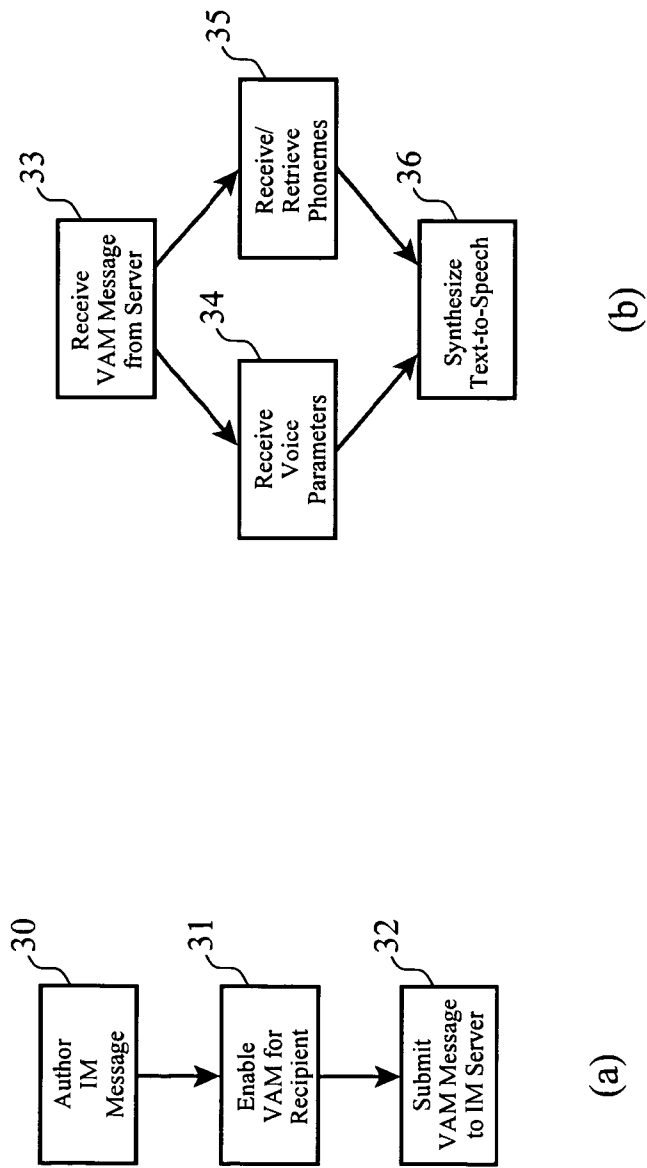 30
Author
IM
Message
31
Enable
VAM for
Recipient
32
Submit
VAM Message
to IM Server
(a)
33
Receive
VAM Message
from Server
34
Receive
Voice
Parameters
35
Receive/
Retrieve
Phonemes
36
Synthesize
Text-to-Speech
(b)